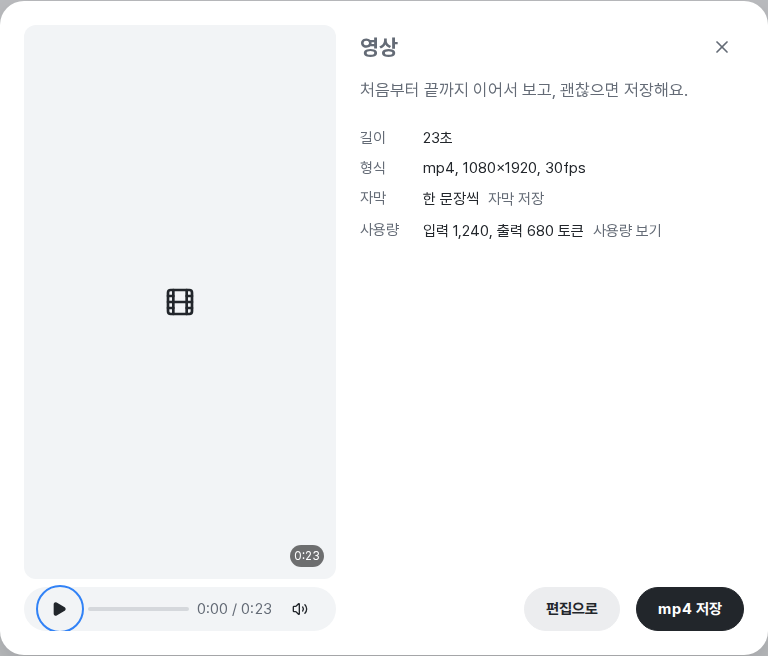 영상
처음부터 끝까지 이어서 보고, 괜찮으면 저장해요.
길이 23초
형식 mp4, 1080×1920, 30fps
자막 한 문장씩 자막 저장
사용량 입력 1,240, 출력 680 토큰 사용량 보기
0:23
0:00 / 0:23
편집으로 mp4 저장